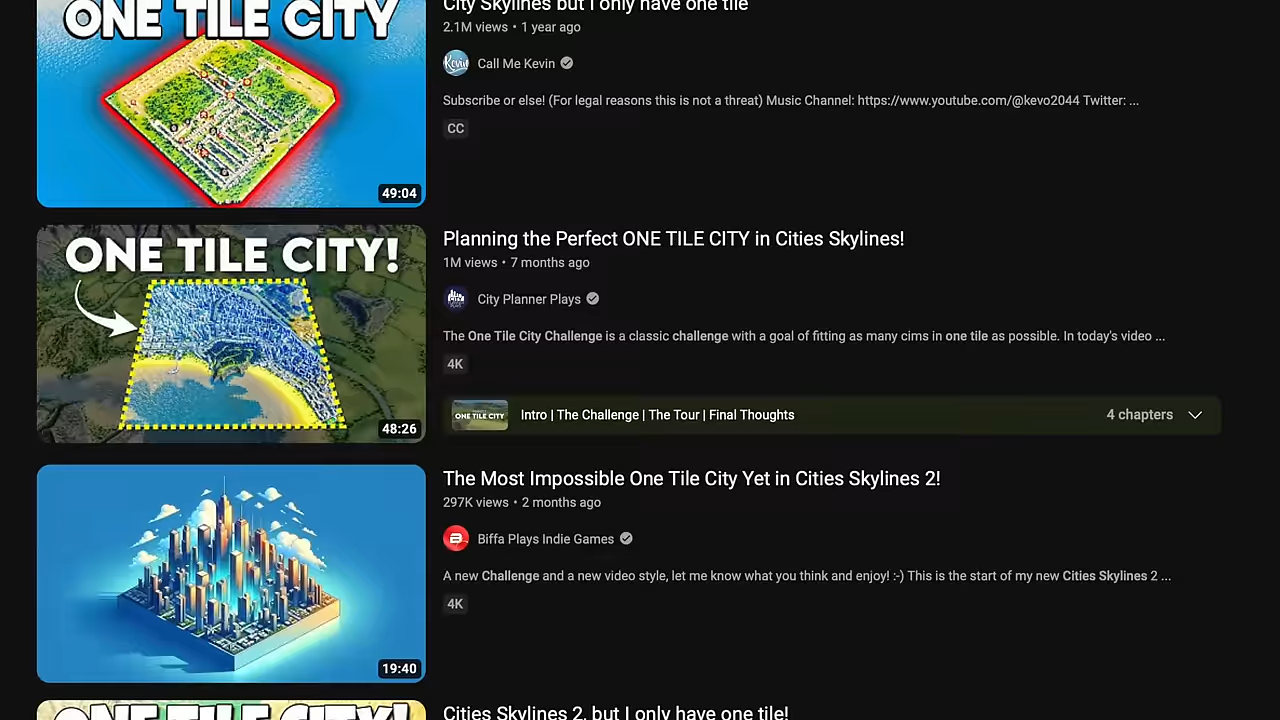 ONE TILE CITY
City Skylines but I only have one tile
2.1M views • 1 year ago
Kevin
Call Me Kevin
Subscribe or else! (For legal reasons this is not a threat) Music Channel: https://www.youtube.com/@kevo2044 Twitter: ...
CC
49:04
ONE TILE CITY!
Planning the Perfect ONE TILE CITY in Cities Skylines!
1M views • 7 months ago
City Planner Plays
The One Tile City Challenge is a classic challenge with a goal of fitting as many cims in one tile as possible. In today's video ...
4K
ONE TILE CITY
Intro | The Challenge | The Tour | Final Thoughts
4 chapters
48:26
The Most Impossible One Tile City Yet in Cities Skylines 2!
297K views • 2 months ago
Biffa Plays Indie Games
A new Challenge and a new video style, let me know what you think and enjoy! :-) This is the start of my new Cities Skylines 2 ...
4K
19:40
ONE TILE CITY!
Cities Skylines 2, but I only have one tile!